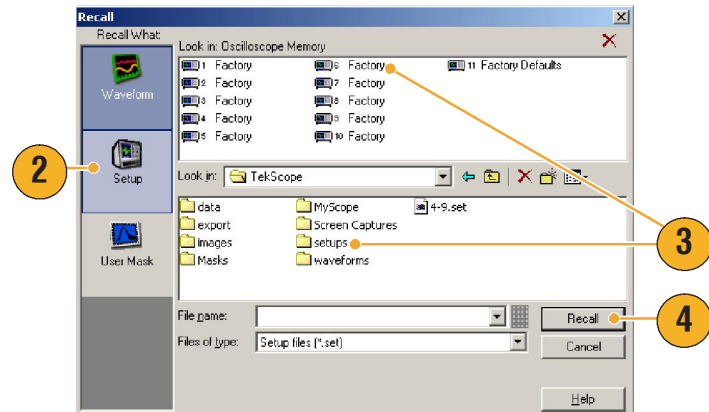 Recall
Recall What:
Look in: Oscilloscope Memory
1 Factory 6 Factory 11 Factory Defaults
2 Factory 7 Factory
3 Factory 8 Factory
4 Factory 9 Factory
5 Factory 10 Factory
Waveform
2
Setup
Look in: TekScope
data MyScope 4-9.set
export Screen Captures
images setups
Masks waveforms
3
User Mask
File name: Recall
4
Files of type: Setup files (*.set) Cancel
Help